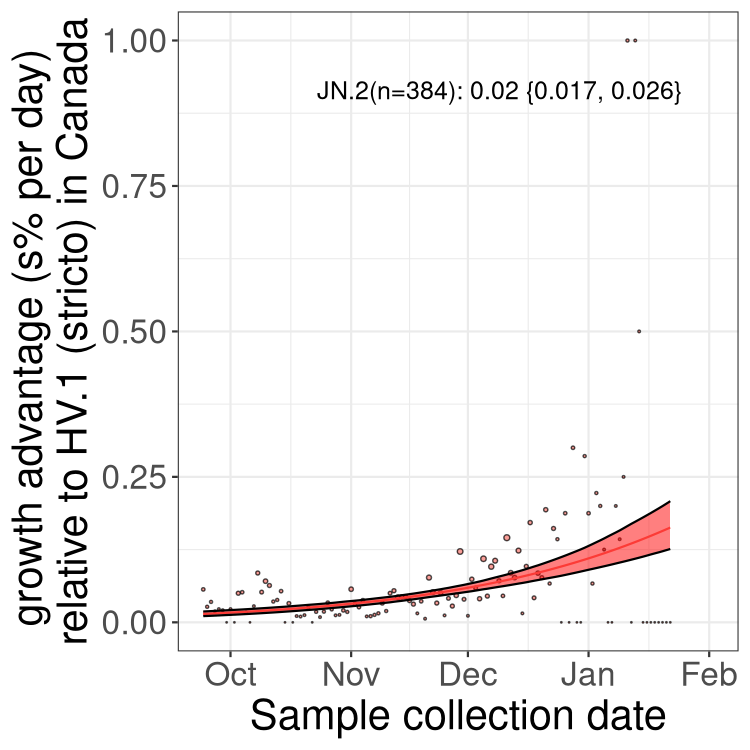 growth advantage (s% per day)
relative to HV.1 (stricto) in Canada
1.00
0.75
0.50
0.25
0.00
JN.2(n=384): 0.02 {0.017, 0.026}
Oct Nov Dec Jan Feb
Sample collection date